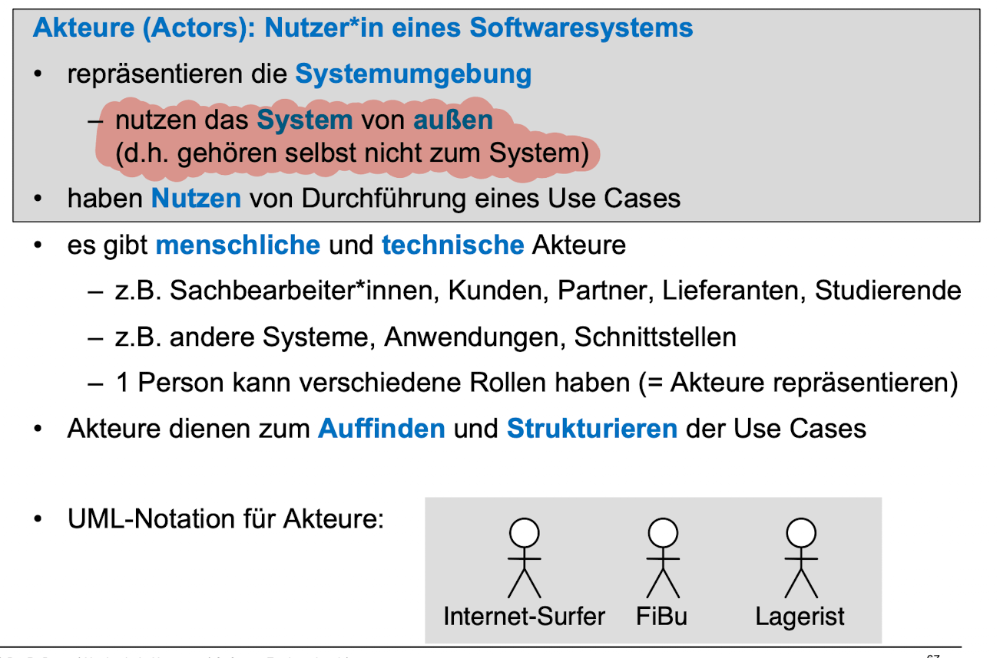 Akteure (Actors): Nutzer*in eines Softwaresystems
• repräsentieren die Systemumgebung
– nutzen das System von außen
(d.h. gehören selbst nicht zum System)
• haben Nutzen von Durchführung eines Use Cases
• es gibt menschliche und technische Akteure
– z.B. Sachbearbeiter*innen, Kunden, Partner, Lieferanten, Studierende
– z.B. andere Systeme, Anwendungen, Schnittstellen
– 1 Person kann verschiedene Rollen haben (= Akteure repräsentieren)
• Akteure dienen zum Auffinden und Strukturieren der Use Cases
• UML-Notation für Akteure:
Internet-Surfer FiBu Lagerist